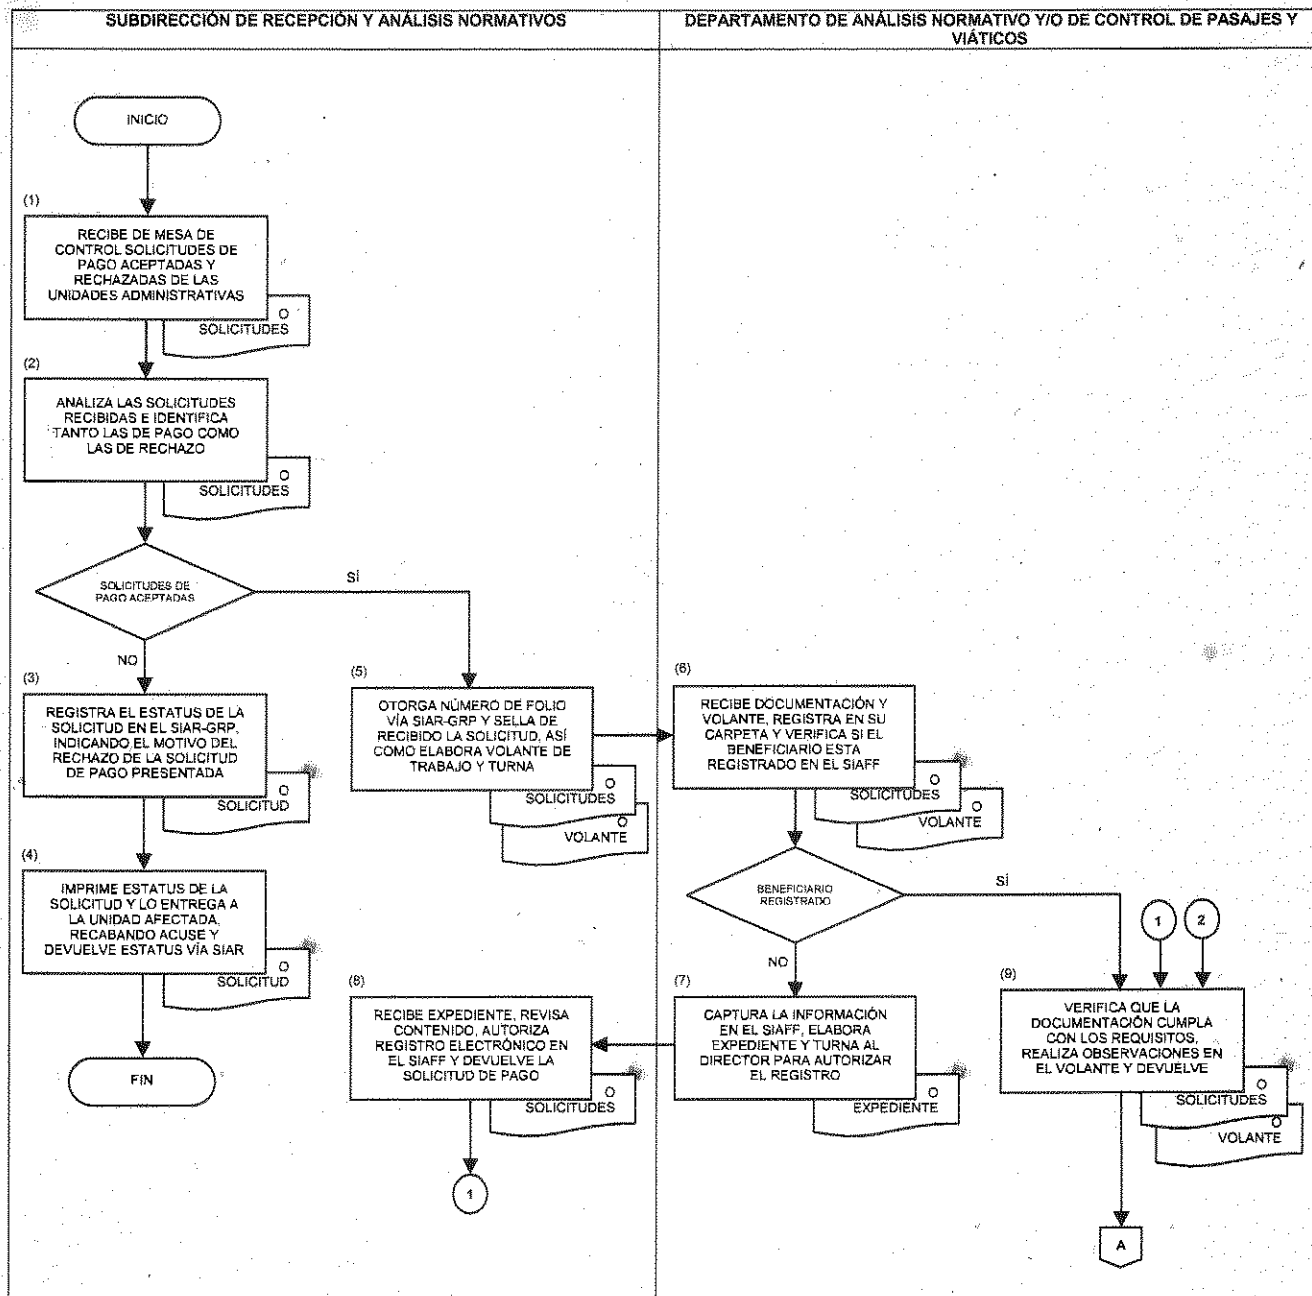 SUBDIRECCIÓN DE RECEPCIÓN Y ANÁLISIS NORMATIVOS
DEPARTAMENTO DE ANÁLISIS NORMATIVO Y/O DE CONTROL DE PASAJES Y
VIÁTICOS
INICIO
(1)
RECIBE DE MESA DE
CONTROL SOLICITUDES DE
PAGO ACEPTADAS Y
RECHAZADAS DE LAS
UNIDADES ADMINISTRATIVAS
O
SOLICITUDES
(2)
ANALIZA LAS SOLICITUDES
RECIBIDAS E IDENTIFICA
TANTO LAS DE PAGO COMO
LAS DE RECHAZO
O
SOLICITUDES
SOLICITUDES DE
PAGO ACEPTADAS
SÍ
NO
(3)
REGISTRA EL ESTATUS DE LA
SOLICITUD EN EL SIAR-GRP,
INDICANDO EL MOTIVO DEL
RECHAZO DE LA SOLICITUD
DE PAGO PRESENTADA
O
SOLICITUD
(4)
IMPRIME ESTATUS DE LA
SOLICITUD Y LO ENTREGA A
LA UNIDAD AFECTADA,
RECABANDO ACUSE Y
DEVUELVE ESTATUS VÍA SIAR
O
SOLICITUD
FIN
(5)
OTORGA NÚMERO DE FOLIO
VÍA SIAR-GRP Y SELLA DE
RECIBIDO LA SOLICITUD, ASÍ
COMO ELABORA VOLANTE DE
TRABAJO Y TURNA
O
SOLICITUDES
O
VOLANTE
(6)
RECIBE DOCUMENTACIÓN Y
VOLANTE, REGISTRA EN SU
CARPETA Y VERIFICA SI EL
BENEFICIARIO ESTA
REGISTRADO EN EL SIAFF
O
SOLICITUDES
O
VOLANTE
BENEFICIARIO
REGISTRADO
SÍ
NO
(7)
CAPTURA LA INFORMACIÓN
EN EL SIAFF, ELABORA
EXPEDIENTE Y TURNA AL
DIRECTOR PARA AUTORIZAR
EL REGISTRO
O
EXPEDIENTE
(8)
RECIBE EXPEDIENTE, REVISA
CONTENIDO, AUTORIZA
REGISTRO ELECTRÓNICO EN
EL SIAFF Y DEVUELVE LA
SOLICITUD DE PAGO
O
SOLICITUDES
1
1
2
(9)
VERIFICA QUE LA
DOCUMENTACIÓN CUMPLA
CON LOS REQUISITOS,
REALIZA OBSERVACIONES EN
EL VOLANTE Y DEVUELVE
O
SOLICITUDES
O
VOLANTE
A